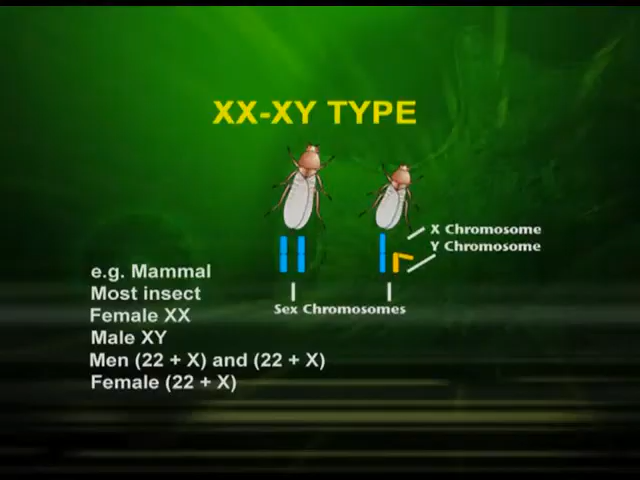 XX-XY TYPE
X Chromosome
Y Chromosome
Sex Chromosomes
e.g. Mammal
Most insect
Female XX
Male XY
Men (22 + X) and (22 + X)
Female (22 + X)